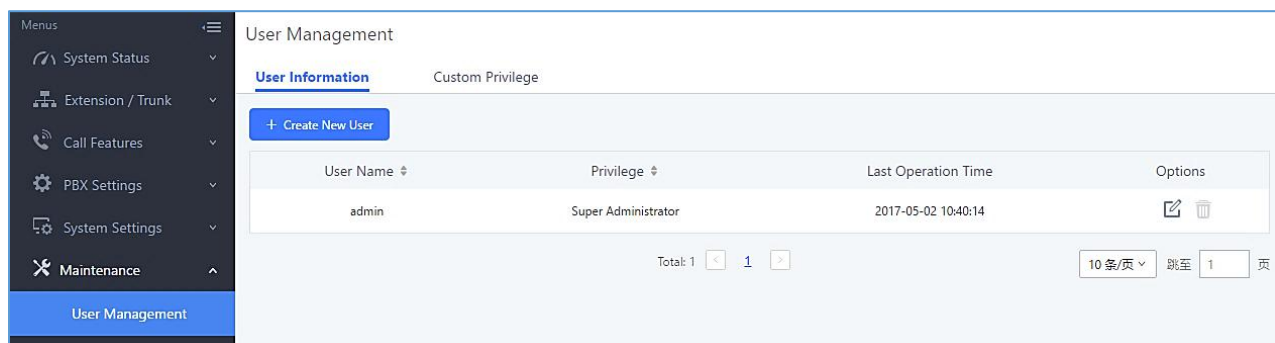 Menus
System Status
Extension / Trunk
Call Features
PBX Settings
System Settings
Maintenance
User Management
User Management
User Information Custom Privilege
+ Create New User
User Name Privilege Last Operation Time Options
admin Super Administrator 2017-05-02 10:40:14
Total: 1 < 1 > 10 条/页 跳至 1 页